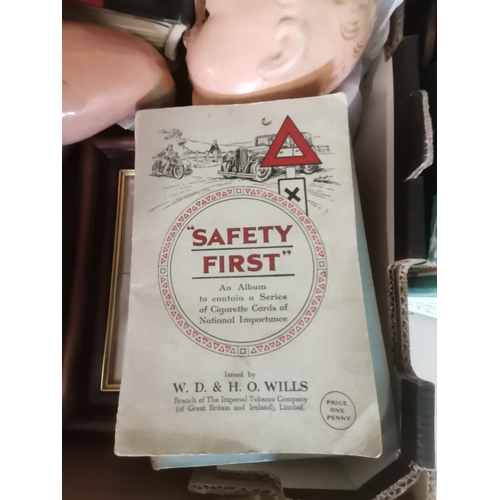 "SAFETY
FIRST"
An Album
to contain a Series
of Cigarette Cards of
National Importance
Issued by
W. D. & H. O. WILLS
Branch of The Imperial Tobacco Company
(of Great Britain and Ireland), Limited.
PRICE
ONE
PENNY